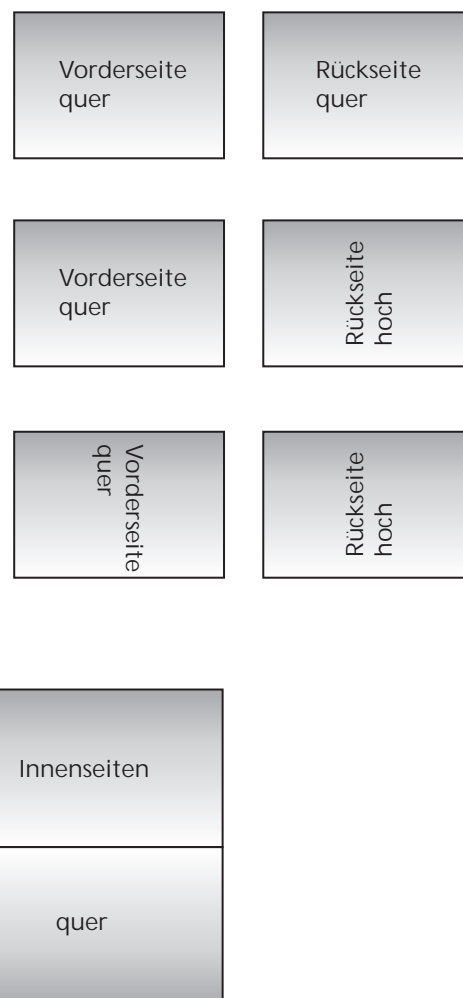 Vorderseite
quer
Rückseite
quer
Vorderseite
quer
Rückseite
hoch
Vorderseite
quer
Rückseite
hoch
Innenseiten
quer